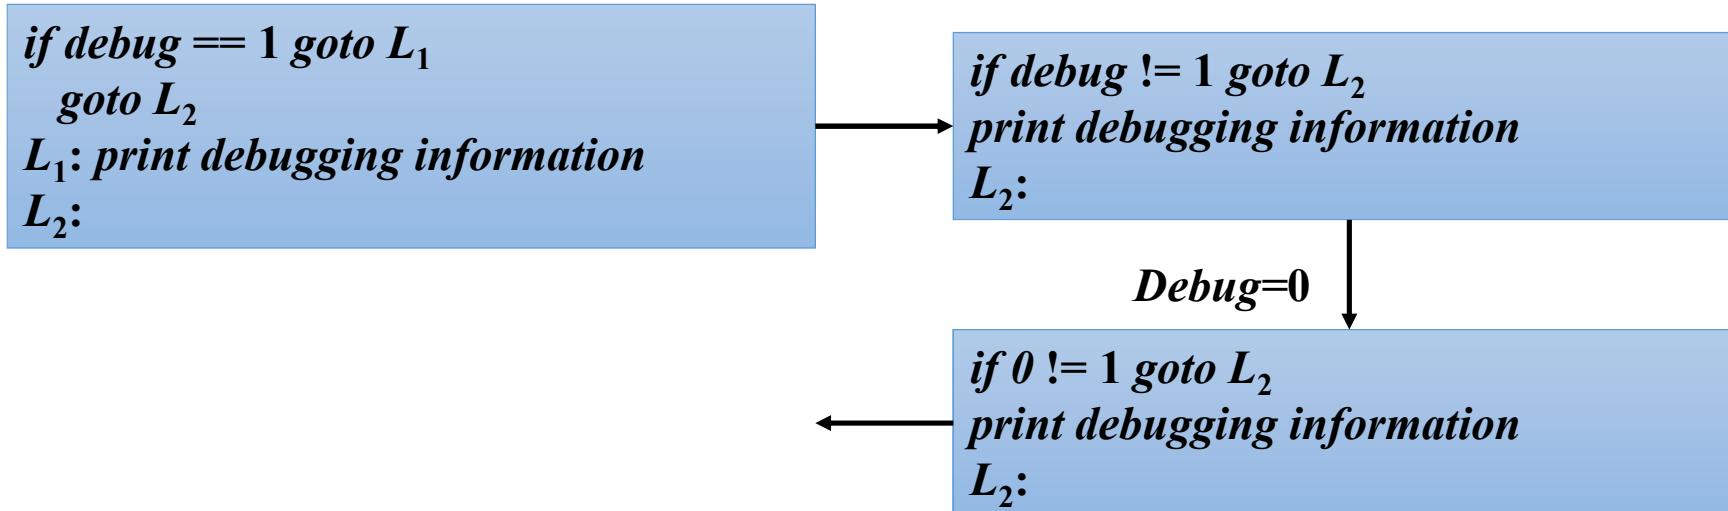 if debug == 1 goto L₁
goto L₂
L₁: print debugging information
L₂:
if debug != 1 goto L₂
print debugging information
L₂:
Debug=0
if 0 != 1 goto L₂
print debugging information
L₂: